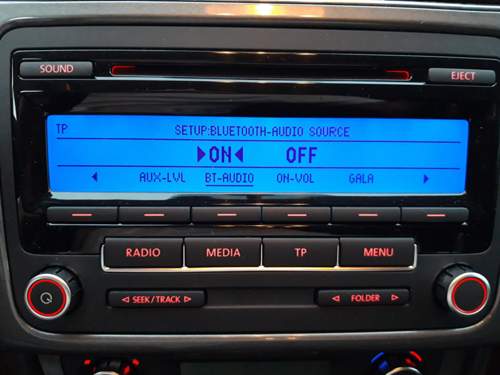 SOUND
EJECT
TP SETUP:BLUETOOTH-AUDIO SOURCE
ON OFF
AUX-LVL BT-AUDIO ON-VOL GALA
RADIO MEDIA TP MENU
SEEK/TRACK FOLDER